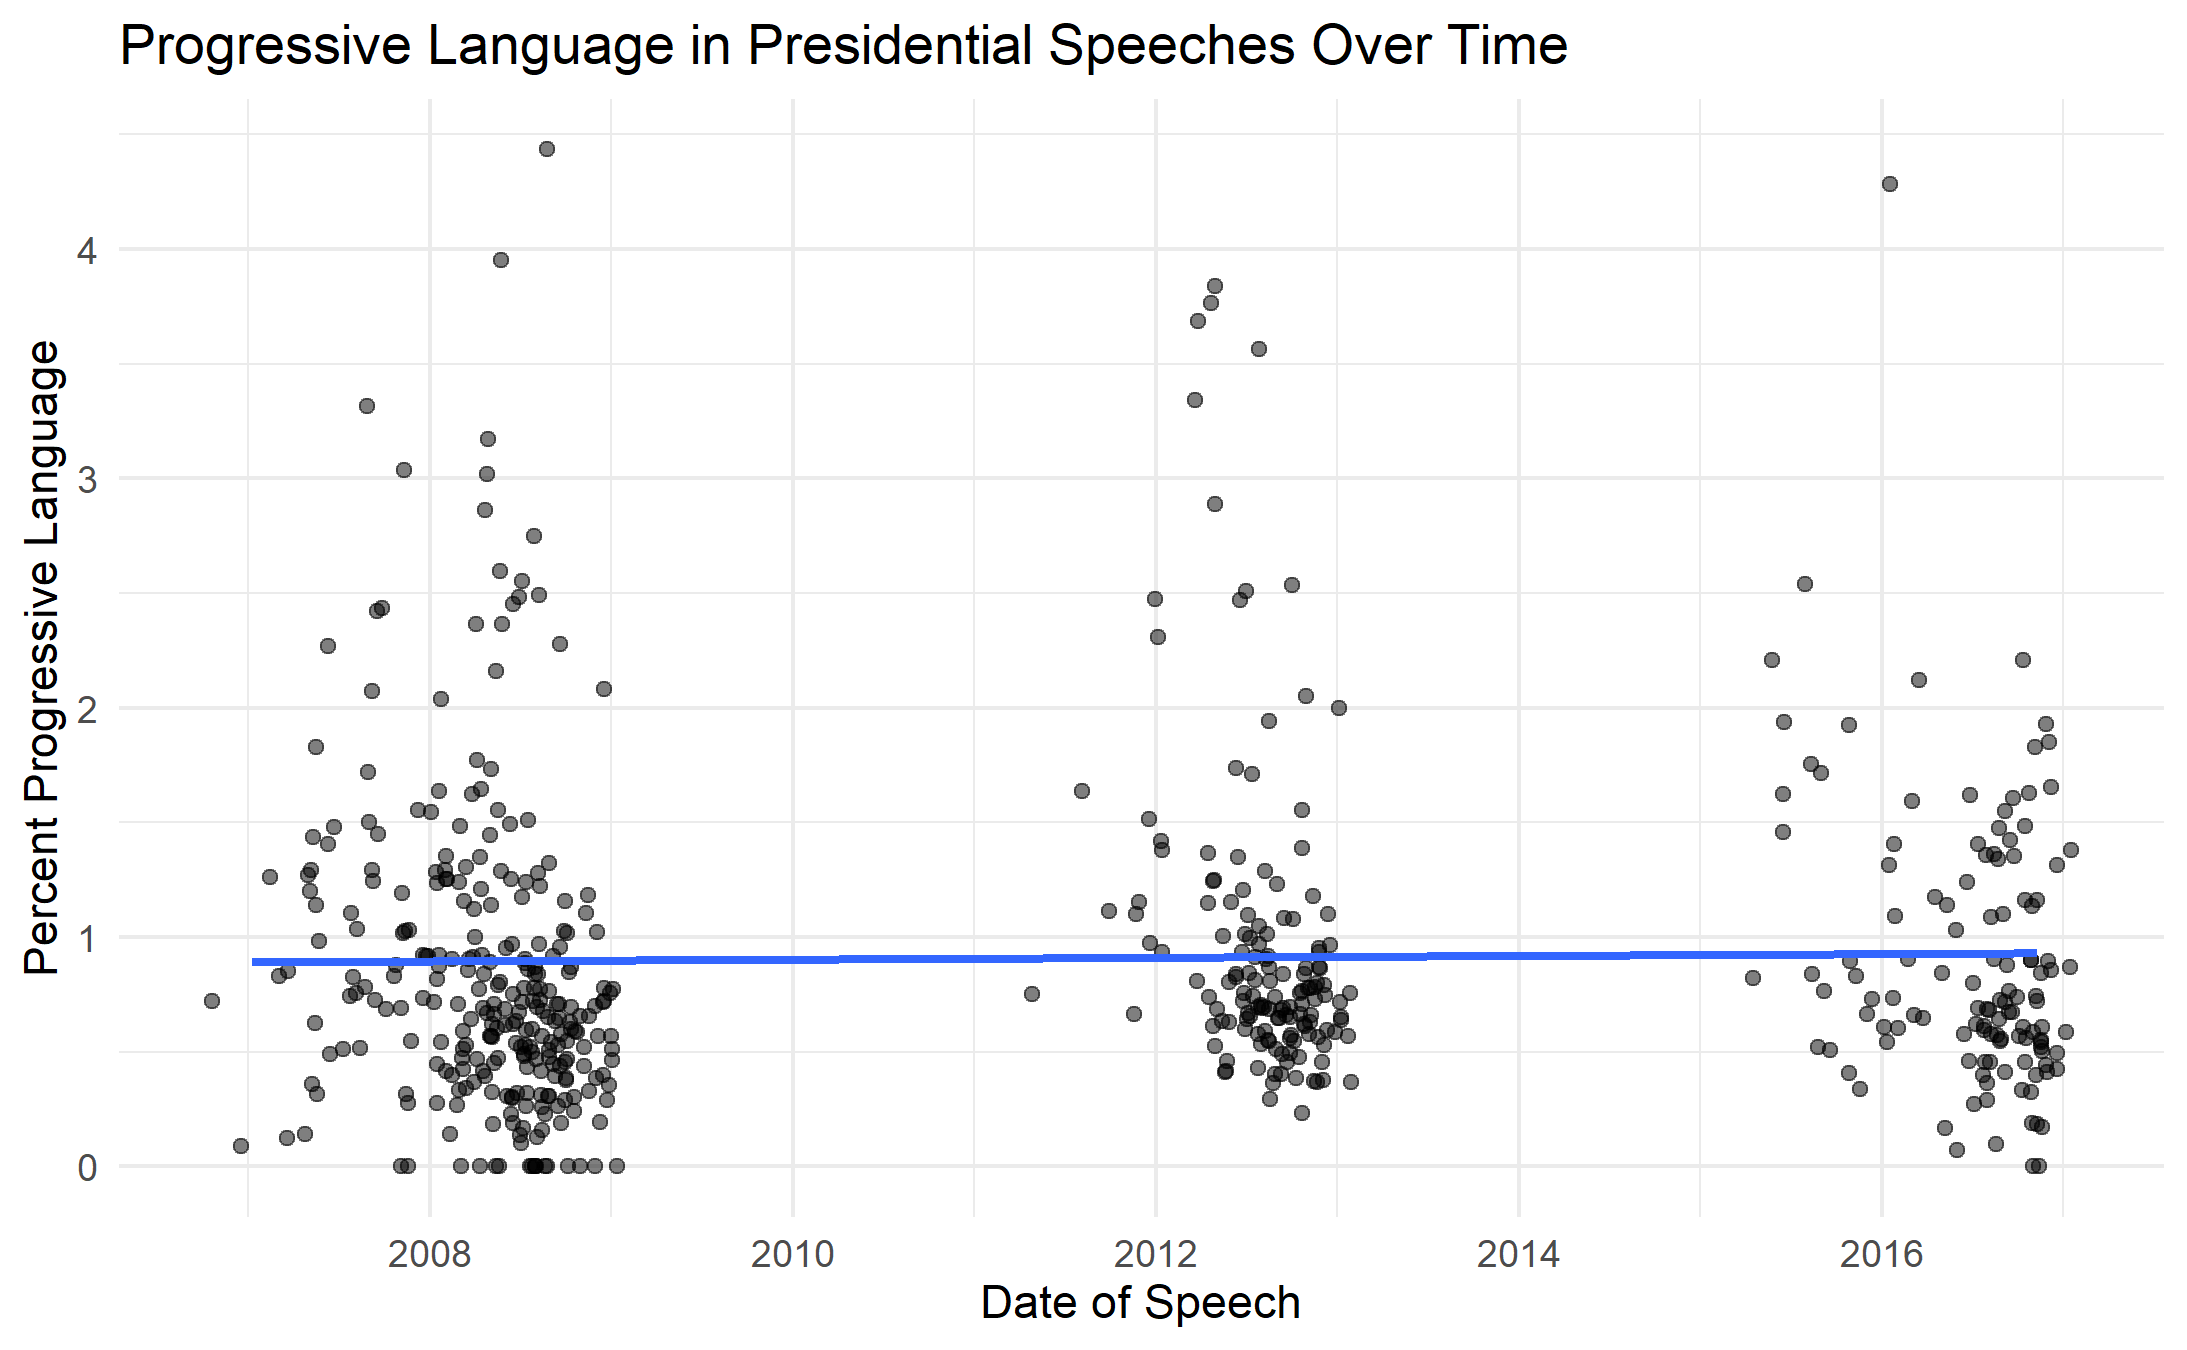 Progressive Language in Presidential Speeches Over Time
Percent Progressive Language
4
3
2
1
0
2008 2010 2012 2014 2016
Date of Speech